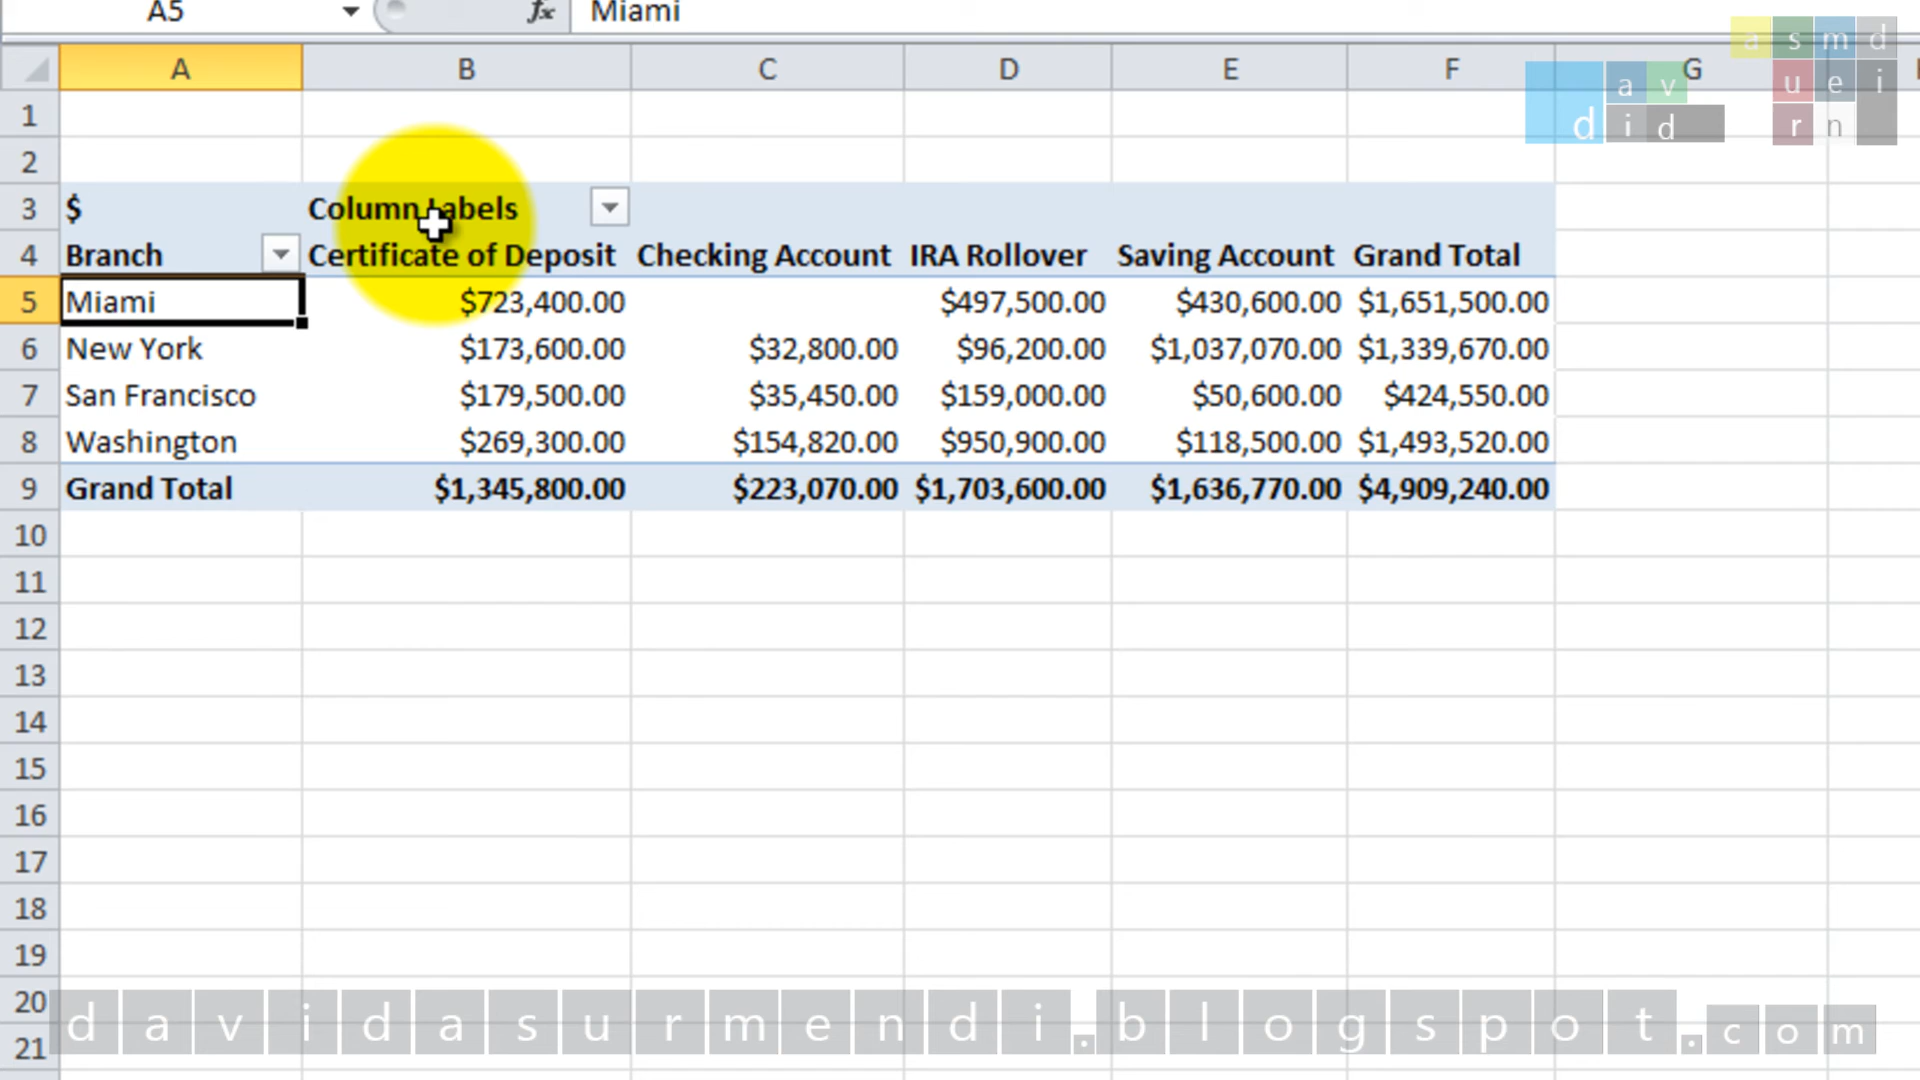 A5 fx Miami
A B C D E F G
1
2
3 $ Column Labels
4 Branch Certificate of Deposit Checking Account IRA Rollover Saving Account Grand Total
5 Miami $723,400.00 $497,500.00 $430,600.00 $1,651,500.00
6 New York $173,600.00 $32,800.00 $96,200.00 $1,037,070.00 $1,339,670.00
7 San Francisco $179,500.00 $35,450.00 $159,000.00 $50,600.00 $424,550.00
8 Washington $269,300.00 $154,820.00 $950,900.00 $118,500.00 $1,493,520.00
9 Grand Total $1,345,800.00 $223,070.00 $1,703,600.00 $1,636,770.00 $4,909,240.00
10
11
12
13
14
15
16
17
18
19
20
21
david asurmendi
davidasurmendi.blogspot.com